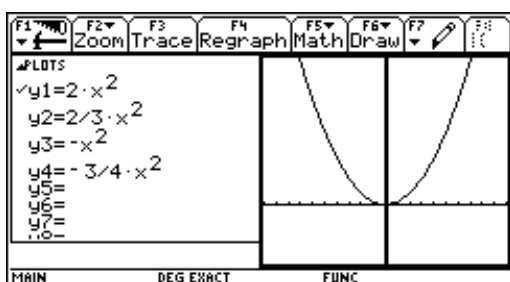 F1 F2 F3 F4 F5 F6 F7
Zoom Trace Regraph Math Draw
PLOTS
✓y1=2·x²
y2=2/3·x²
y3=-x²
y4=-3/4·x²
y5=
y6=
y7=
MAIN DEG EXACT FUNC